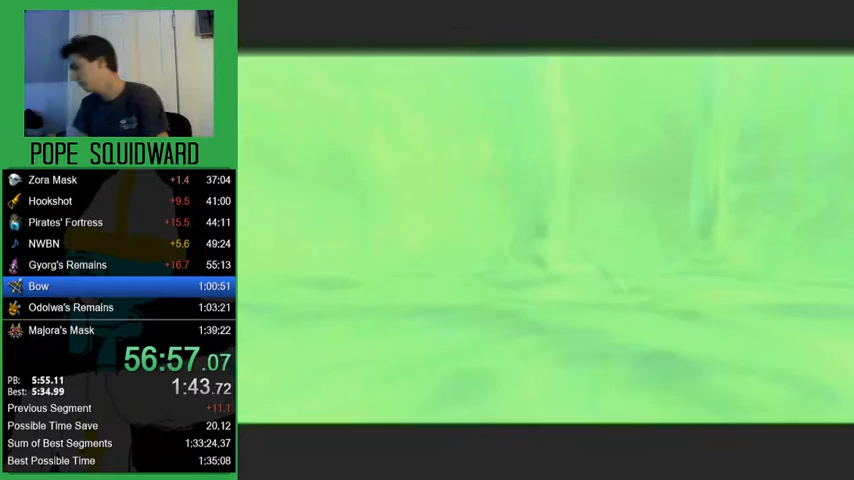 POPE SQUIDWARD
Zora Mask +1.4 37:04
Hookshot +9.5 41:00
Pirates' Fortress +15.5 44:11
NWBN +5.6 49:24
Gyorg's Remains +16.7 55:13
Bow 1:00:51
Odolwa's Remains 1:03:21
Majora's Mask 1:39:22
56:57.07
PB: 5:55.11
1:43.72
Best: 5:34.99
Previous Segment +11.1
Possible Time Save 20.12
Sum of Best Segments 1:33:24.37
Best Possible Time 1:35:08